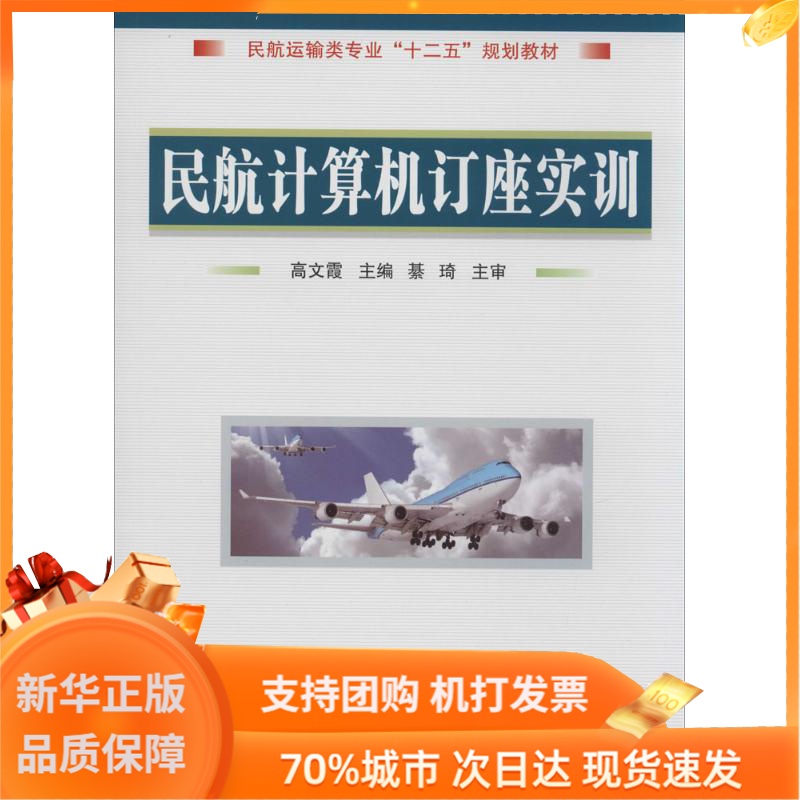 民航运输类专业“十二五”规划教材
民航计算机订座实训
高文霞 主编 綦 琦 主审
新华正版
品质保障
支持团购 机打发票
100
70%城市 次日达 现货速发